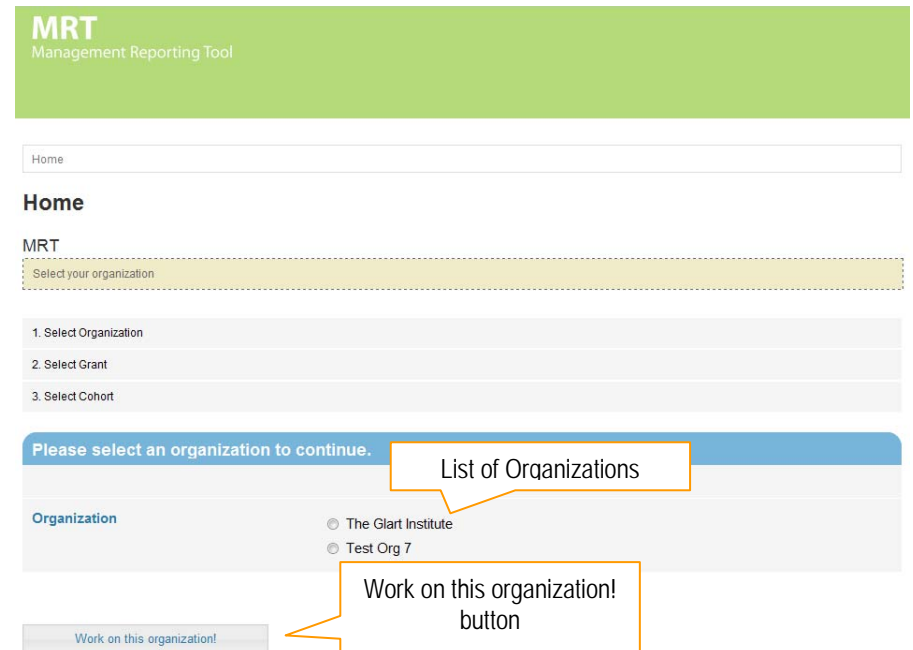 MRT
Management Reporting Tool
Home
Home
MRT
Select your organization
1. Select Organization
2. Select Grant
3. Select Cohort
Please select an organization to continue.
List of Organizations
Organization
The Glart Institute
Test Org 7
Work on this organization!
button
Work on this organization!